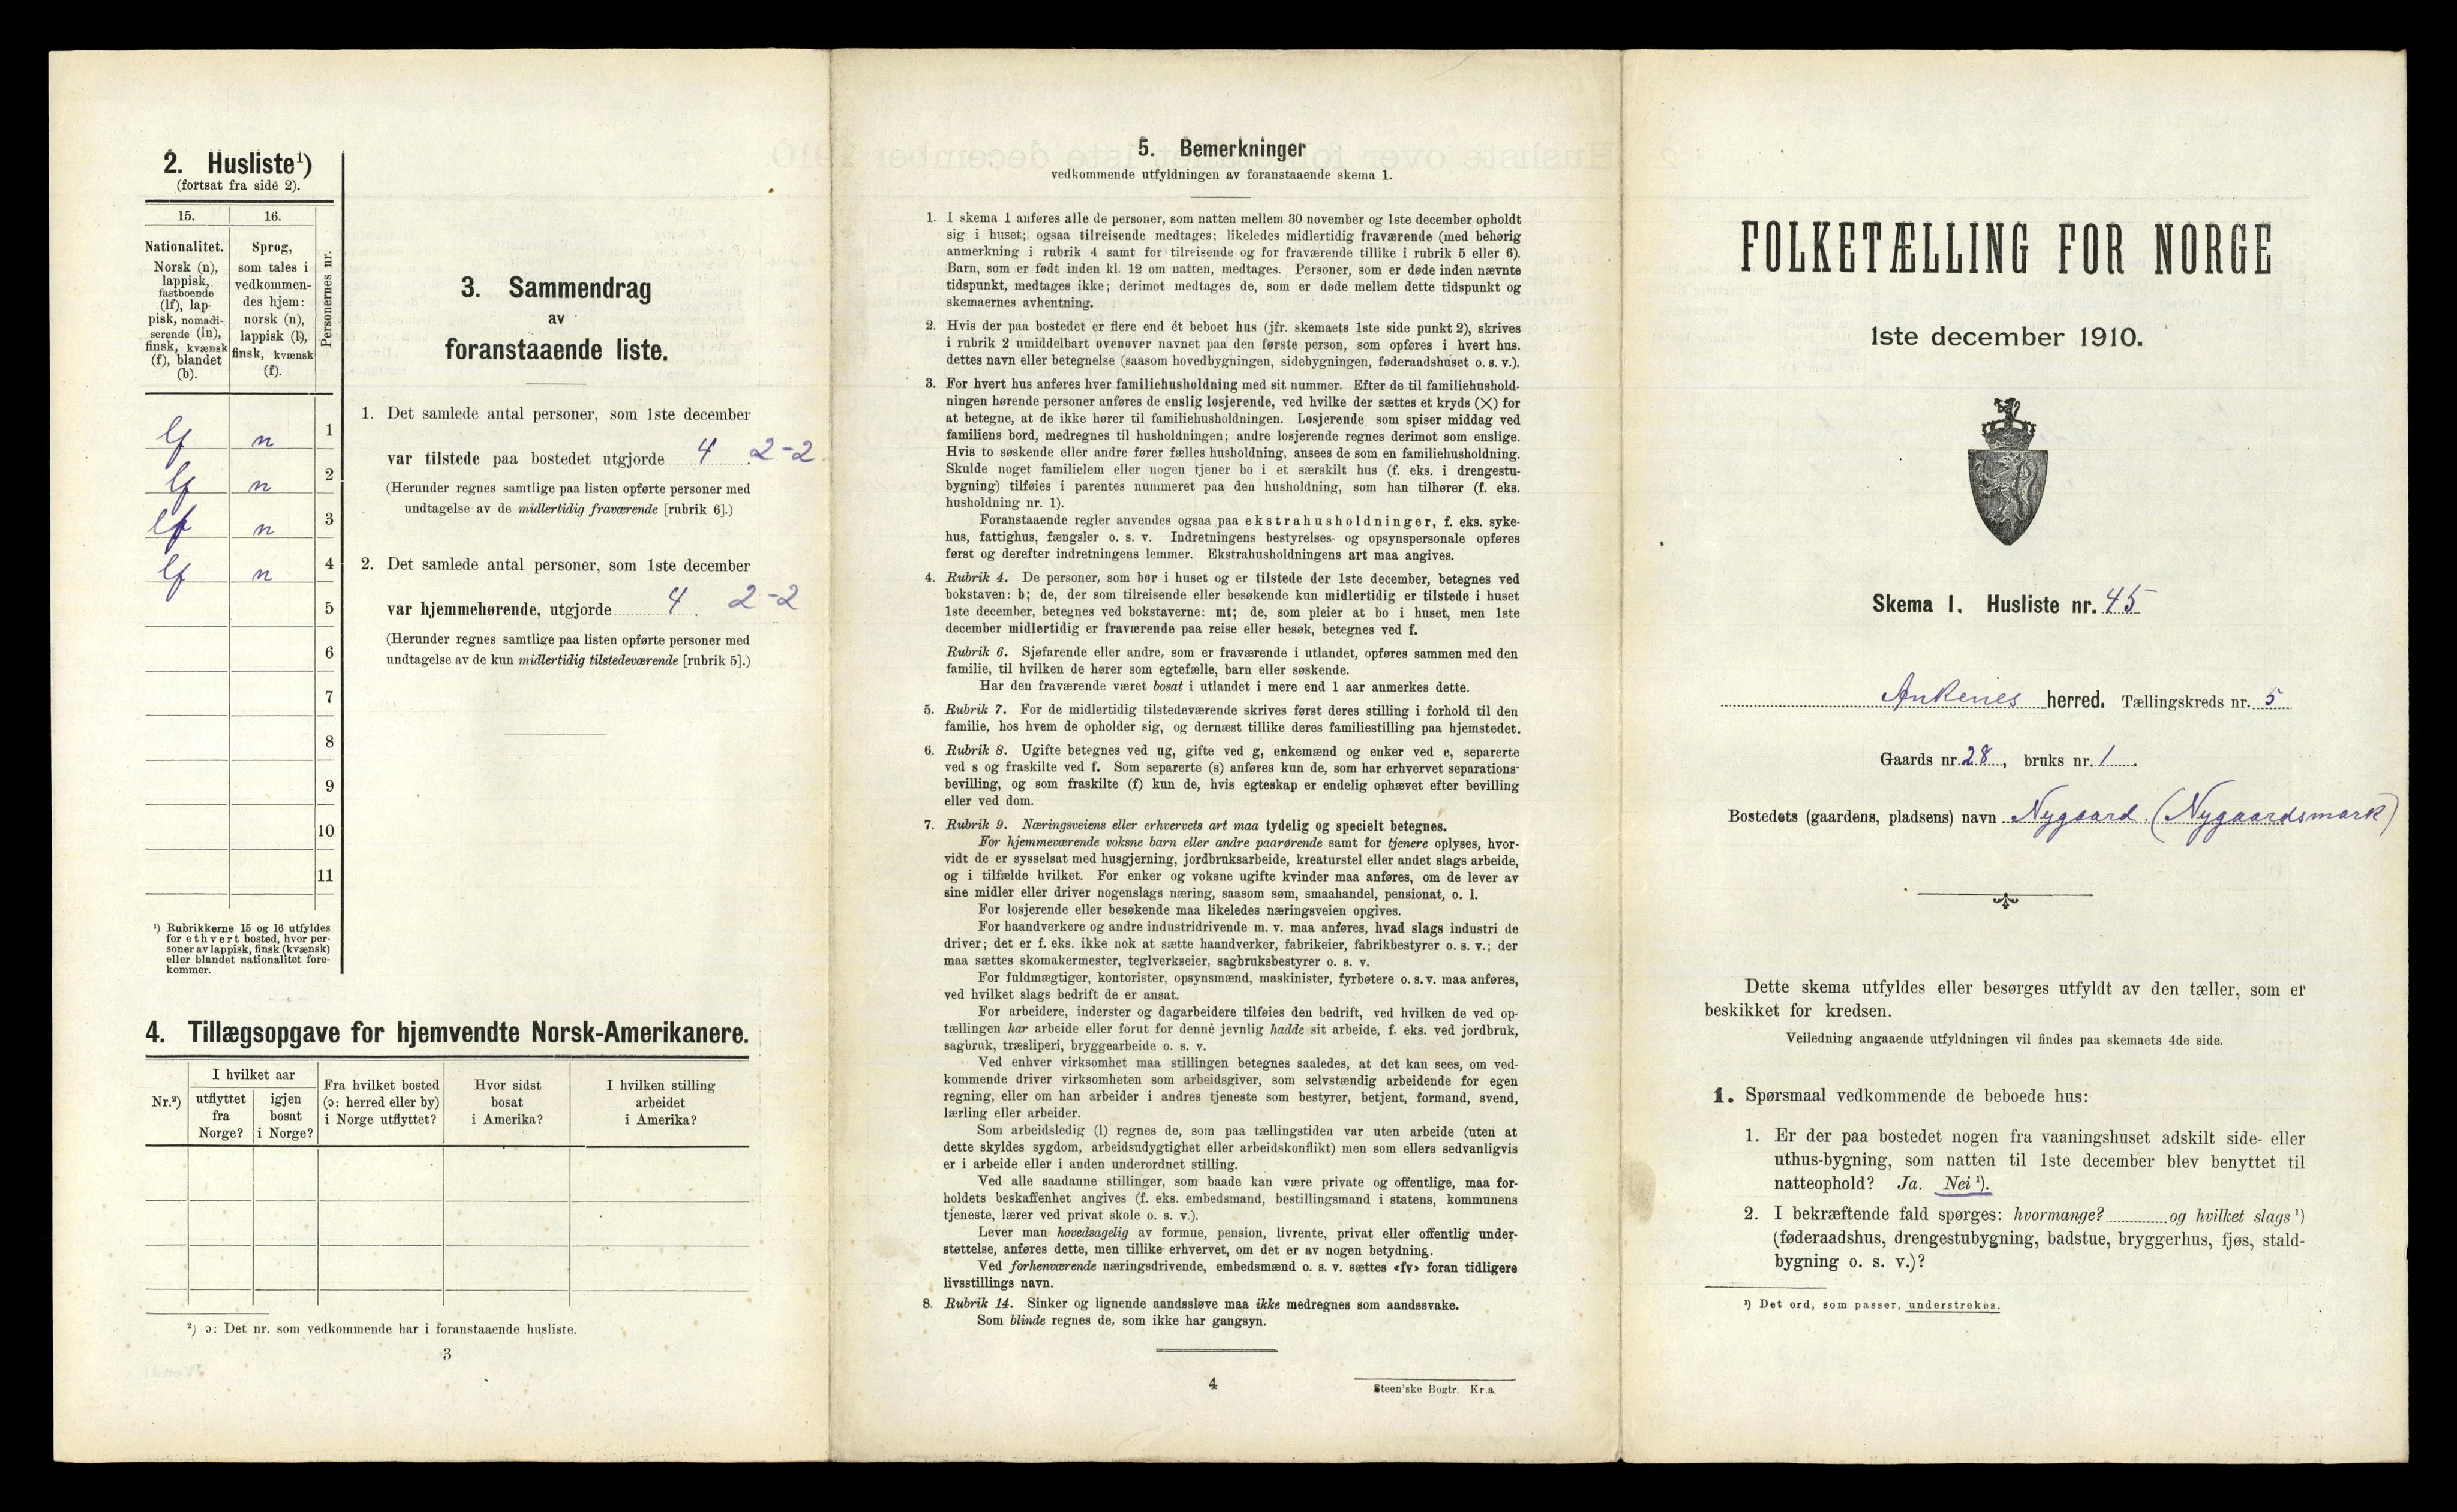 2. Husliste¹)
(fortsat fra side 2).
15. 16. Personernes nr.
Nationalitet.
Norsk (n),
lappisk,
fastboende
(lf), lap-
pisk, nomadi-
serende (ln),
finsk, kvænsk
(f), blandet
(b).
Sprog,
som tales i
vedkommen-
des hjem:
norsk (n),
lappisk (l),
finsk, kvænsk
(f).
lf n 1
lf n 2
lf n 3
lf n 4
5
6
7
8
9
10
11
¹) Rubrikkerne 15 og 16 utfyldes
for ethvert bosted, hvor per-
soner av lappisk, finsk (kvænsk)
eller blandet nationalitet fore-
kommer.
3. Sammendrag
av
foranstaaende liste.
1. Det samlede antal personer, som 1ste december
var tilstede paa bostedet utgjorde 4 2-2
(Herunder regnes samtlige paa listen opførte personer med
undtagelse av de midlertidig fraværende [rubrik 6].)
2. Det samlede antal personer, som 1ste december
var hjemmehørende, utgjorde 4. 2-2
(Herunder regnes samtlige paa listen opførte personer med
undtagelse av de kun midlertidig tilstedeværende [rubrik 5].)
4. Tillægsopgave for hjemvendte Norsk-Amerikanere.
Nr.²)
I hvilket aar
utflyttet
fra
Norge?
igjen
bosat
i Norge?
Fra hvilket bosted
(ɔ: herred eller by)
i Norge utflyttet?
Hvor sidst
bosat
i Amerika?
I hvilken stilling
arbeidet
i Amerika?
²) ɔ: Det nr. som vedkommende har i foranstaaende husliste.
3
5. Bemerkninger
vedkommende utfyldningen av foranstaaende skema 1.
1. I skema 1 anføres alle de personer, som natten mellem 30 november og 1ste december opholdt
sig i huset; ogsaa tilreisende medtages; likeledes midlertidig fraværende (med behørig
anmerkning i rubrik 4 samt for tilreisende og for fraværende tillike i rubrik 5 eller 6).
Barn, som er født inden kl. 12 om natten, medtages. Personer, som er døde inden nævnte
tidspunkt, medtages ikke; derimot medtages de, som er døde mellem dette tidspunkt og
skemaernes avhentning.
2. Hvis der paa bostedet er flere end ét beboet hus (jfr. skemaets 1ste side punkt 2), skrives
i rubrik 2 umiddelbart ovenover navnet paa den første person, som opføres i hvert hus.
dettes navn eller betegnelse (saasom hovedbygningen, sidebygningen, føderaadshuset o. s. v.).
3. For hvert hus anføres hver familiehusholdning med sit nummer. Efter de til familiehushold-
ningen hørende personer anføres de enslig losjerende, ved hvilke der sættes et kryds (X) for
at betegne, at de ikke hører til familiehusholdningen. Losjerende som spiser middag ved
familiens bord, medregnes til husholdningen; andre losjerende regnes derimot som enslige.
Hvis to søskende eller andre fører fælles husholdning, ansees de som en familiehusholdning.
Skulde noget familielem eller nogen tjener bo i et særskilt hus (f. eks. i drengestu-
bygning) tilføies i parentes nummeret paa den husholdning, som han tilhører (f. eks.
husholdning nr. 1).
Foranstaaende regler anvendes ogsaa paa ekstrahusholdninger, f. eks. syke-
hus, fattighus, fængsler o. s. v. Indretningens bestyrelses- og opsynspersonale opføres
først og derefter indretningens lemmer. Ekstrahusholdningens art maa angives.
4. Rubrik 4. De personer, som bor i huset og er tilstede der 1ste december, betegnes ved
bokstaven: b; de, der som tilreisende eller besøkende kun midlertidig er tilstede i huset
1ste december, betegnes ved bokstaverne: mt; de, som pleier at bo i huset, men 1ste
december midlertidig er fraværende paa reise eller besøk, betegnes ved f.
Rubrik 6. Sjøfarende eller andre, som er fraværende i utlandet, opføres sammen med den
familie, til hvilken de hører som egtefælle, barn eller søskende.
Har den fraværende været bosat i utlandet i mere end 1 aar anmerkes dette.
5. Rubrik 7. For de midlertidig tilstedeværende skrives først deres stilling i forhold til den
familie, hos hvem de opholder sig, og dernæst tillike deres familiestilling paa hjemstedet.
6. Rubrik 8. Ugifte betegnes ved ug, gifte ved g, enkemænd og enker ved e, separerte
ved s og fraskilte ved f. Som separerte (s) anføres kun de, som har erhvervet separations-
bevilling, og som fraskilte (f) kun de, hvis egteskap er endelig ophævet efter bevilling
eller ved dom.
7. Rubrik 9. Næringsveiens eller erhvervets art maa tydelig og specielt betegnes.
For hjemmeværende voksne barn eller andre paarørende samt for tjenere oplyses, hvor-
vidt de er sysselsat med husgjerning, jordbruksarbeide, kreaturstel eller andet slags arbeide,
og i tilfælde hvilket. For enker og voksne ugifte kvinder maa anføres, om de lever av
sine midler eller driver nogenslags næring, saasom søm, smaahandel, pensionat, o. l.
For losjerende eller besøkende maa likeledes næringsveien opgives.
For haandverkere og andre industridrivende m. v. maa anføres, hvad slags industri de
driver; det er f. eks. ikke nok at sætte haandverker, fabrikeier, fabrikbestyrer o. s. v.; der
maa sættes skomakermester, teglverkseier, sagbruksbestyrer o. s. v.
For fuldmægtiger, kontorister, opsynsmænd, maskinister, fyrbøtere o. s. v. maa anføres,
ved hvilket slags bedrift de er ansat.
For arbeidere, inderster og dagarbeidere tilføies den bedrift, ved hvilken de ved op-
tællingen har arbeide eller forut for denne jevnlig hadde sit arbeide, f. eks. ved jordbruk,
sagbruk, træsliperi, bryggearbeide o. s. v.
Ved enhver virksomhet maa stillingen betegnes saaledes, at det kan sees, om ved-
kommende driver virksomheten som arbeidsgiver, som selvstændig arbeidende for egen
regning, eller om han arbeider i andres tjeneste som bestyrer, betjent, formand, svend,
lærling eller arbeider.
Som arbeidsledig (l) regnes de, som paa tællingstiden var uten arbeide (uten at
dette skyldes sygdom, arbeidsudygtighet eller arbeidskonflikt) men som ellers sedvanligvis
er i arbeide eller i anden underordnet stilling.
Ved alle saadanne stillinger, som baade kan være private og offentlige, maa for-
holdets beskaffenhet angives (f. eks. embedsmand, bestillingsmand i statens, kommunens
tjeneste, lærer ved privat skole o. s. v.).
Lever man hovedsagelig av formue, pension, livrente, privat eller offentlig under-
støttelse, anføres dette, men tillike erhvervet, om det er av nogen betydning.
Ved forhenværende næringsdrivende, embedsmænd o. s. v. sættes «fv» foran tidligere
livsstillings navn.
8. Rubrik 14. Sinker og lignende aandssløve maa ikke medregnes som aandssvake.
Som blinde regnes de, som ikke har gangsyn.
4
Steen'ske Bogtr. Kr.a.
FOLKETÆLLING FOR NORGE
1ste december 1910.
Skema 1. Husliste nr. 45
Ankenes herred. Tællingskreds nr. 5
Gaards nr. 28, bruks nr. 1.
Bostedets (gaardens, pladsens) navn Nygaard (Nygaardsmark)
Dette skema utfyldes eller besørges utfyldt av den tæller, som er
beskikket for kredsen.
Veiledning angaaende utfyldningen vil findes paa skemaets 4de side.
1. Spørsmaal vedkommende de beboede hus:
1. Er der paa bostedet nogen fra vaaningshuset adskilt side- eller
uthus-bygning, som natten til 1ste december blev benyttet til
natteophold? Ja. Nei ¹).
2. I bekræftende fald spørges: hvormange? og hvilket slags ¹)
(føderaadshus, drengestubygning, badstue, bryggerhus, fjøs, stald-
bygning o. s. v.)?
¹) Det ord, som passer, understrekes.